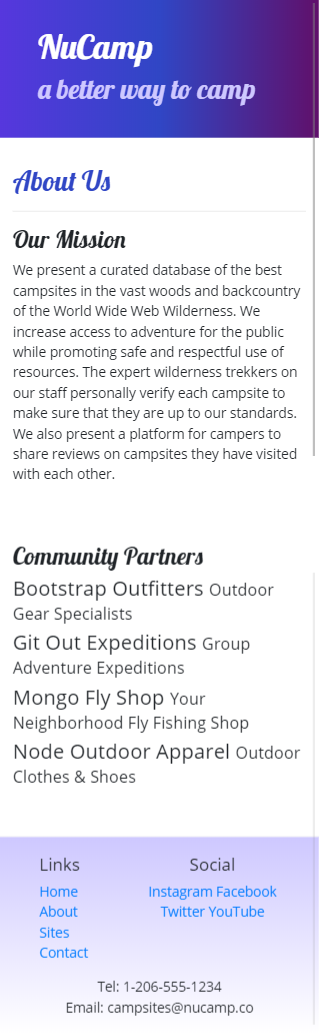 NuCamp
a better way to camp
About Us
Our Mission
We present a curated database of the best
campsites in the vast woods and backcountry
of the World Wide Web Wilderness. We
increase access to adventure for the public
while promoting safe and respectful use of
resources. The expert wilderness trekkers on
our staff personally verify each campsite to
make sure that they are up to our standards.
We also present a platform for campers to
share reviews on campsites they have visited
with each other.
Community Partners
Bootstrap Outfitters Outdoor
Gear Specialists
Git Out Expeditions Group
Adventure Expeditions
Mongo Fly Shop Your
Neighborhood Fly Fishing Shop
Node Outdoor Apparel Outdoor
Clothes & Shoes
Links
Home
About
Sites
Contact
Social
Instagram Facebook
Twitter YouTube
Tel: 1-206-555-1234
Email: campsites@nucamp.co